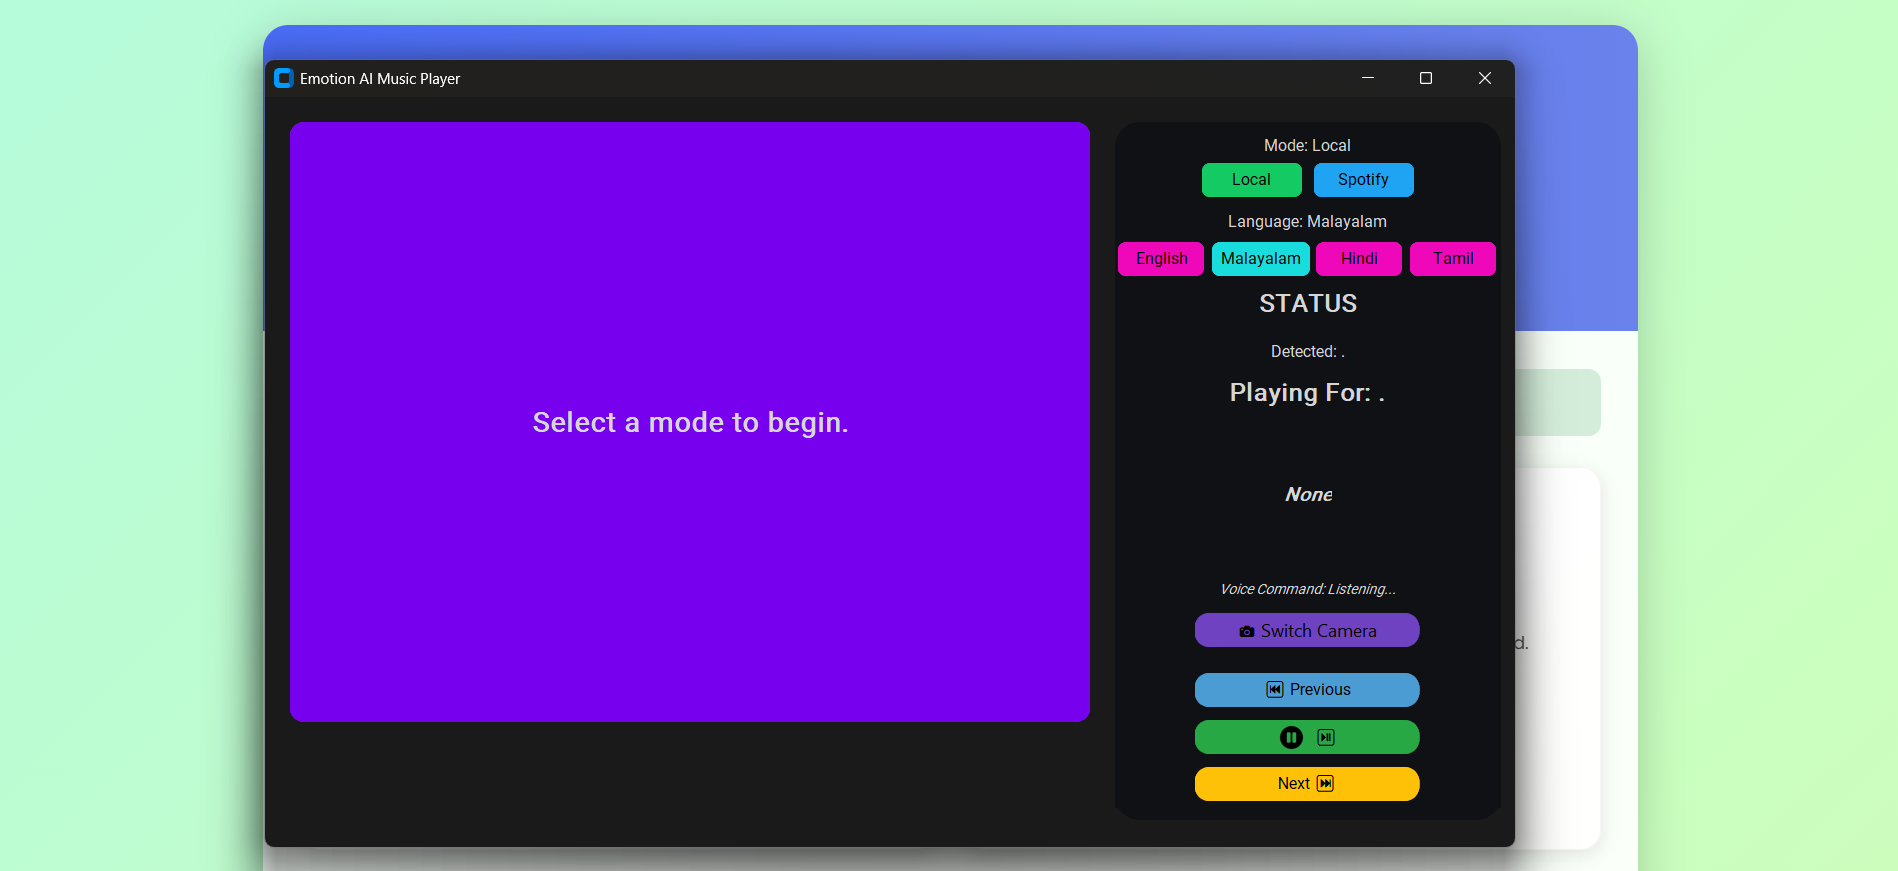 Emotion AI Music Player
Select a mode to begin.
Mode: Local
Local Spotify
Language: Malayalam
English Malayalam Hindi Tamil
STATUS
Detected: .
Playing For: .
None
Voice Command: Listening...
Switch Camera
Previous
Next
d.